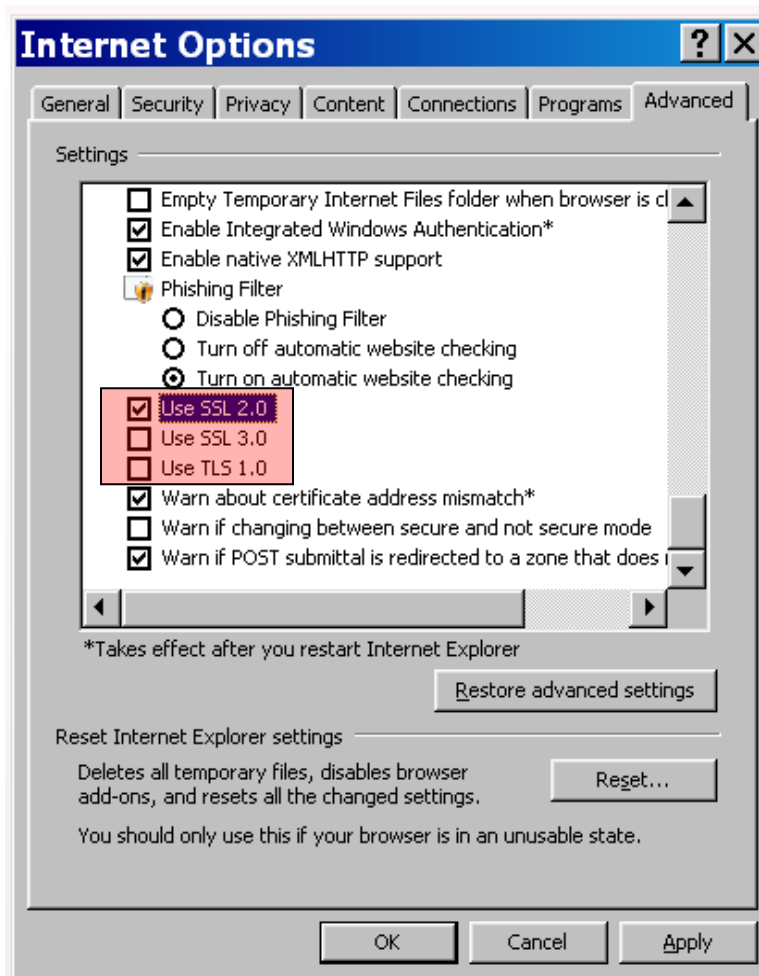 Internet Options
General Security Privacy Content Connections Programs Advanced
Settings
Empty Temporary Internet Files folder when browser is cl
Enable Integrated Windows Authentication*
Enable native XMLHTTP support
Phishing Filter
Disable Phishing Filter
Turn off automatic website checking
Turn on automatic website checking
Use SSL 2.0
Use SSL 3.0
Use TLS 1.0
Warn about certificate address mismatch*
Warn if changing between secure and not secure mode
Warn if POST submittal is redirected to a zone that does
*Takes effect after you restart Internet Explorer
Restore advanced settings
Reset Internet Explorer settings
Deletes all temporary files, disables browser
add-ons, and resets all the changed settings.
Reset...
You should only use this if your browser is in an unusable state.
OK Cancel Apply